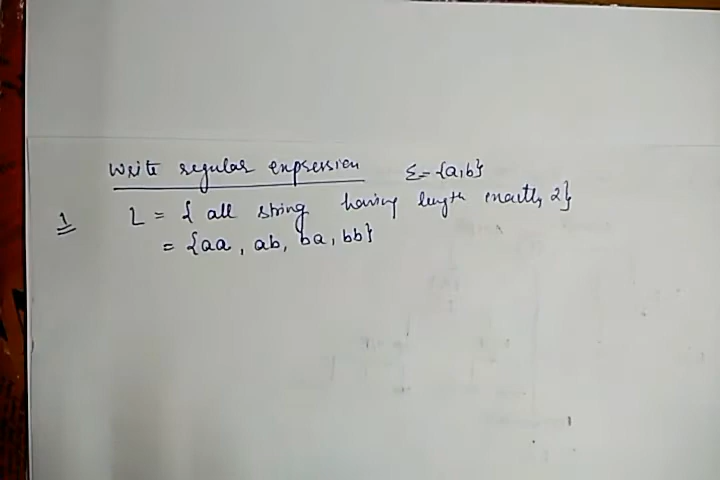 Write regular expression Σ={a,b}
1 L = { all string having length exactly 2}
= {aa, ab, ba, bb}